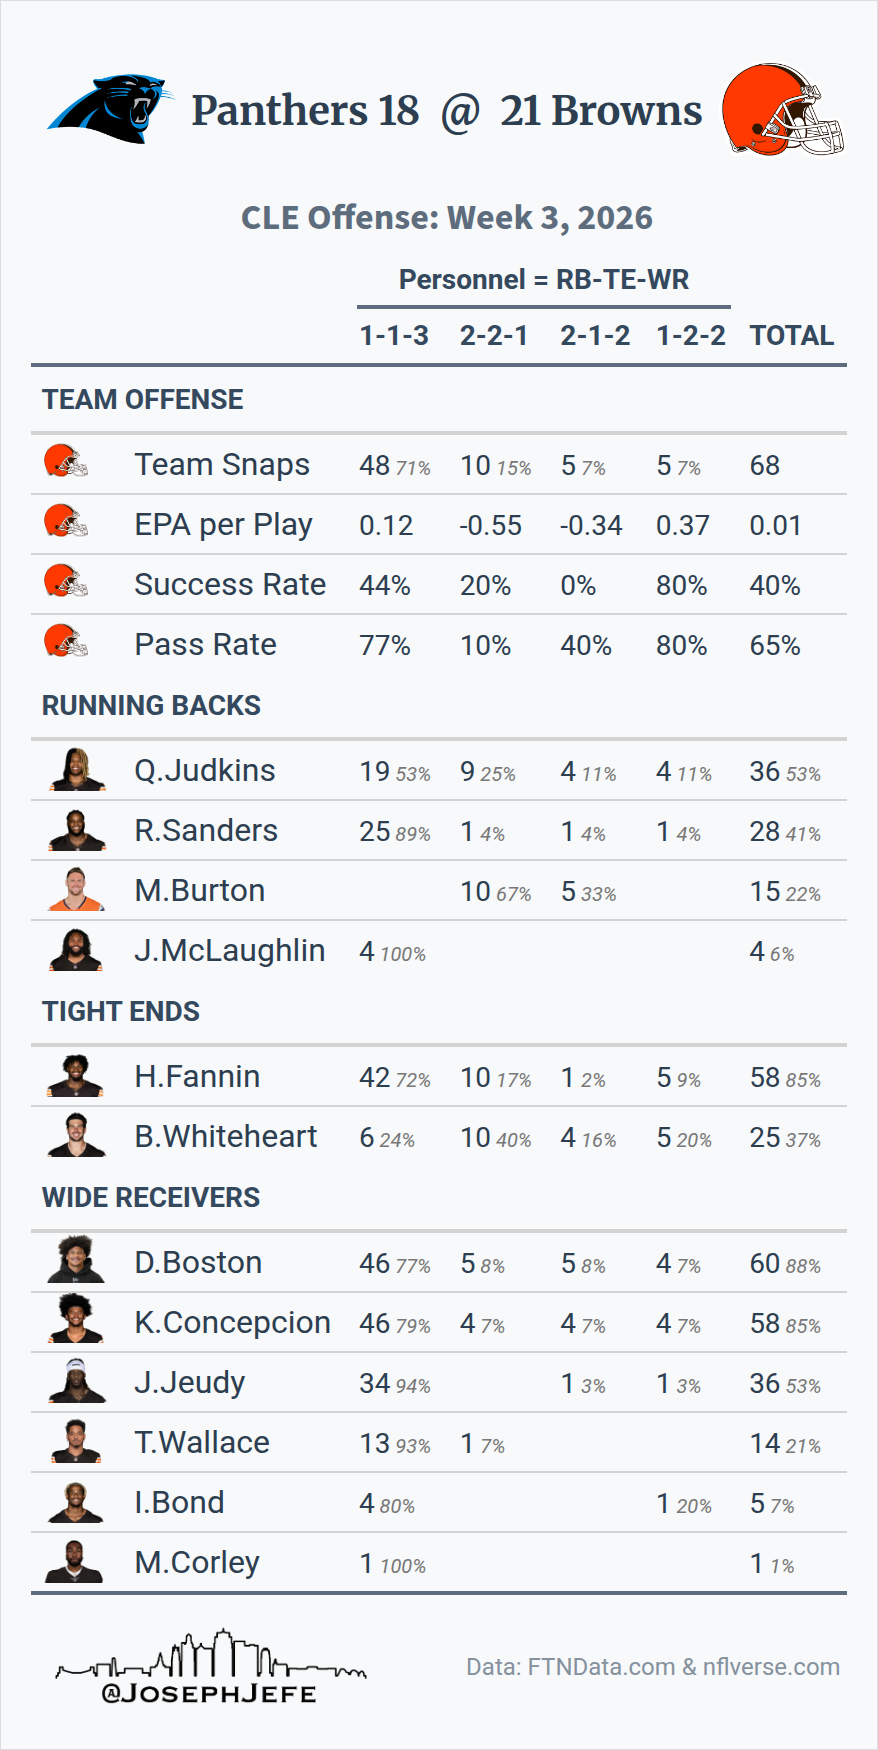 Panthers 18 @ 21 Browns
CLE Offense: Week 3, 2026
Personnel = RB-TE-WR
1-1-3 2-2-1 2-1-2 1-2-2 TOTAL
TEAM OFFENSE
Team Snaps 48 71% 10 15% 5 7% 5 7% 68
EPA per Play 0.12 -0.55 -0.34 0.37 0.01
Success Rate 44% 20% 0% 80% 40%
Pass Rate 77% 10% 40% 80% 65%
RUNNING BACKS
Q.Judkins 19 53% 9 25% 4 11% 4 11% 36 53%
R.Sanders 25 89% 1 4% 1 4% 1 4% 28 41%
M.Burton 10 67% 5 33% 15 22%
J.McLaughlin 4 100% 4 6%
TIGHT ENDS
H.Fannin 42 72% 10 17% 1 2% 5 9% 58 85%
B.Whiteheart 6 24% 10 40% 4 16% 5 20% 25 37%
WIDE RECEIVERS
D.Boston 46 77% 5 8% 5 8% 4 7% 60 88%
K.Concepcion 46 79% 4 7% 4 7% 4 7% 58 85%
J.Jeudy 34 94% 1 3% 1 3% 36 53%
T.Wallace 13 93% 1 7% 14 21%
I.Bond 4 80% 1 20% 5 7%
M.Corley 1 100% 1 1%
@JOSEPHJEFE
Data: FTNData.com & nflverse.com